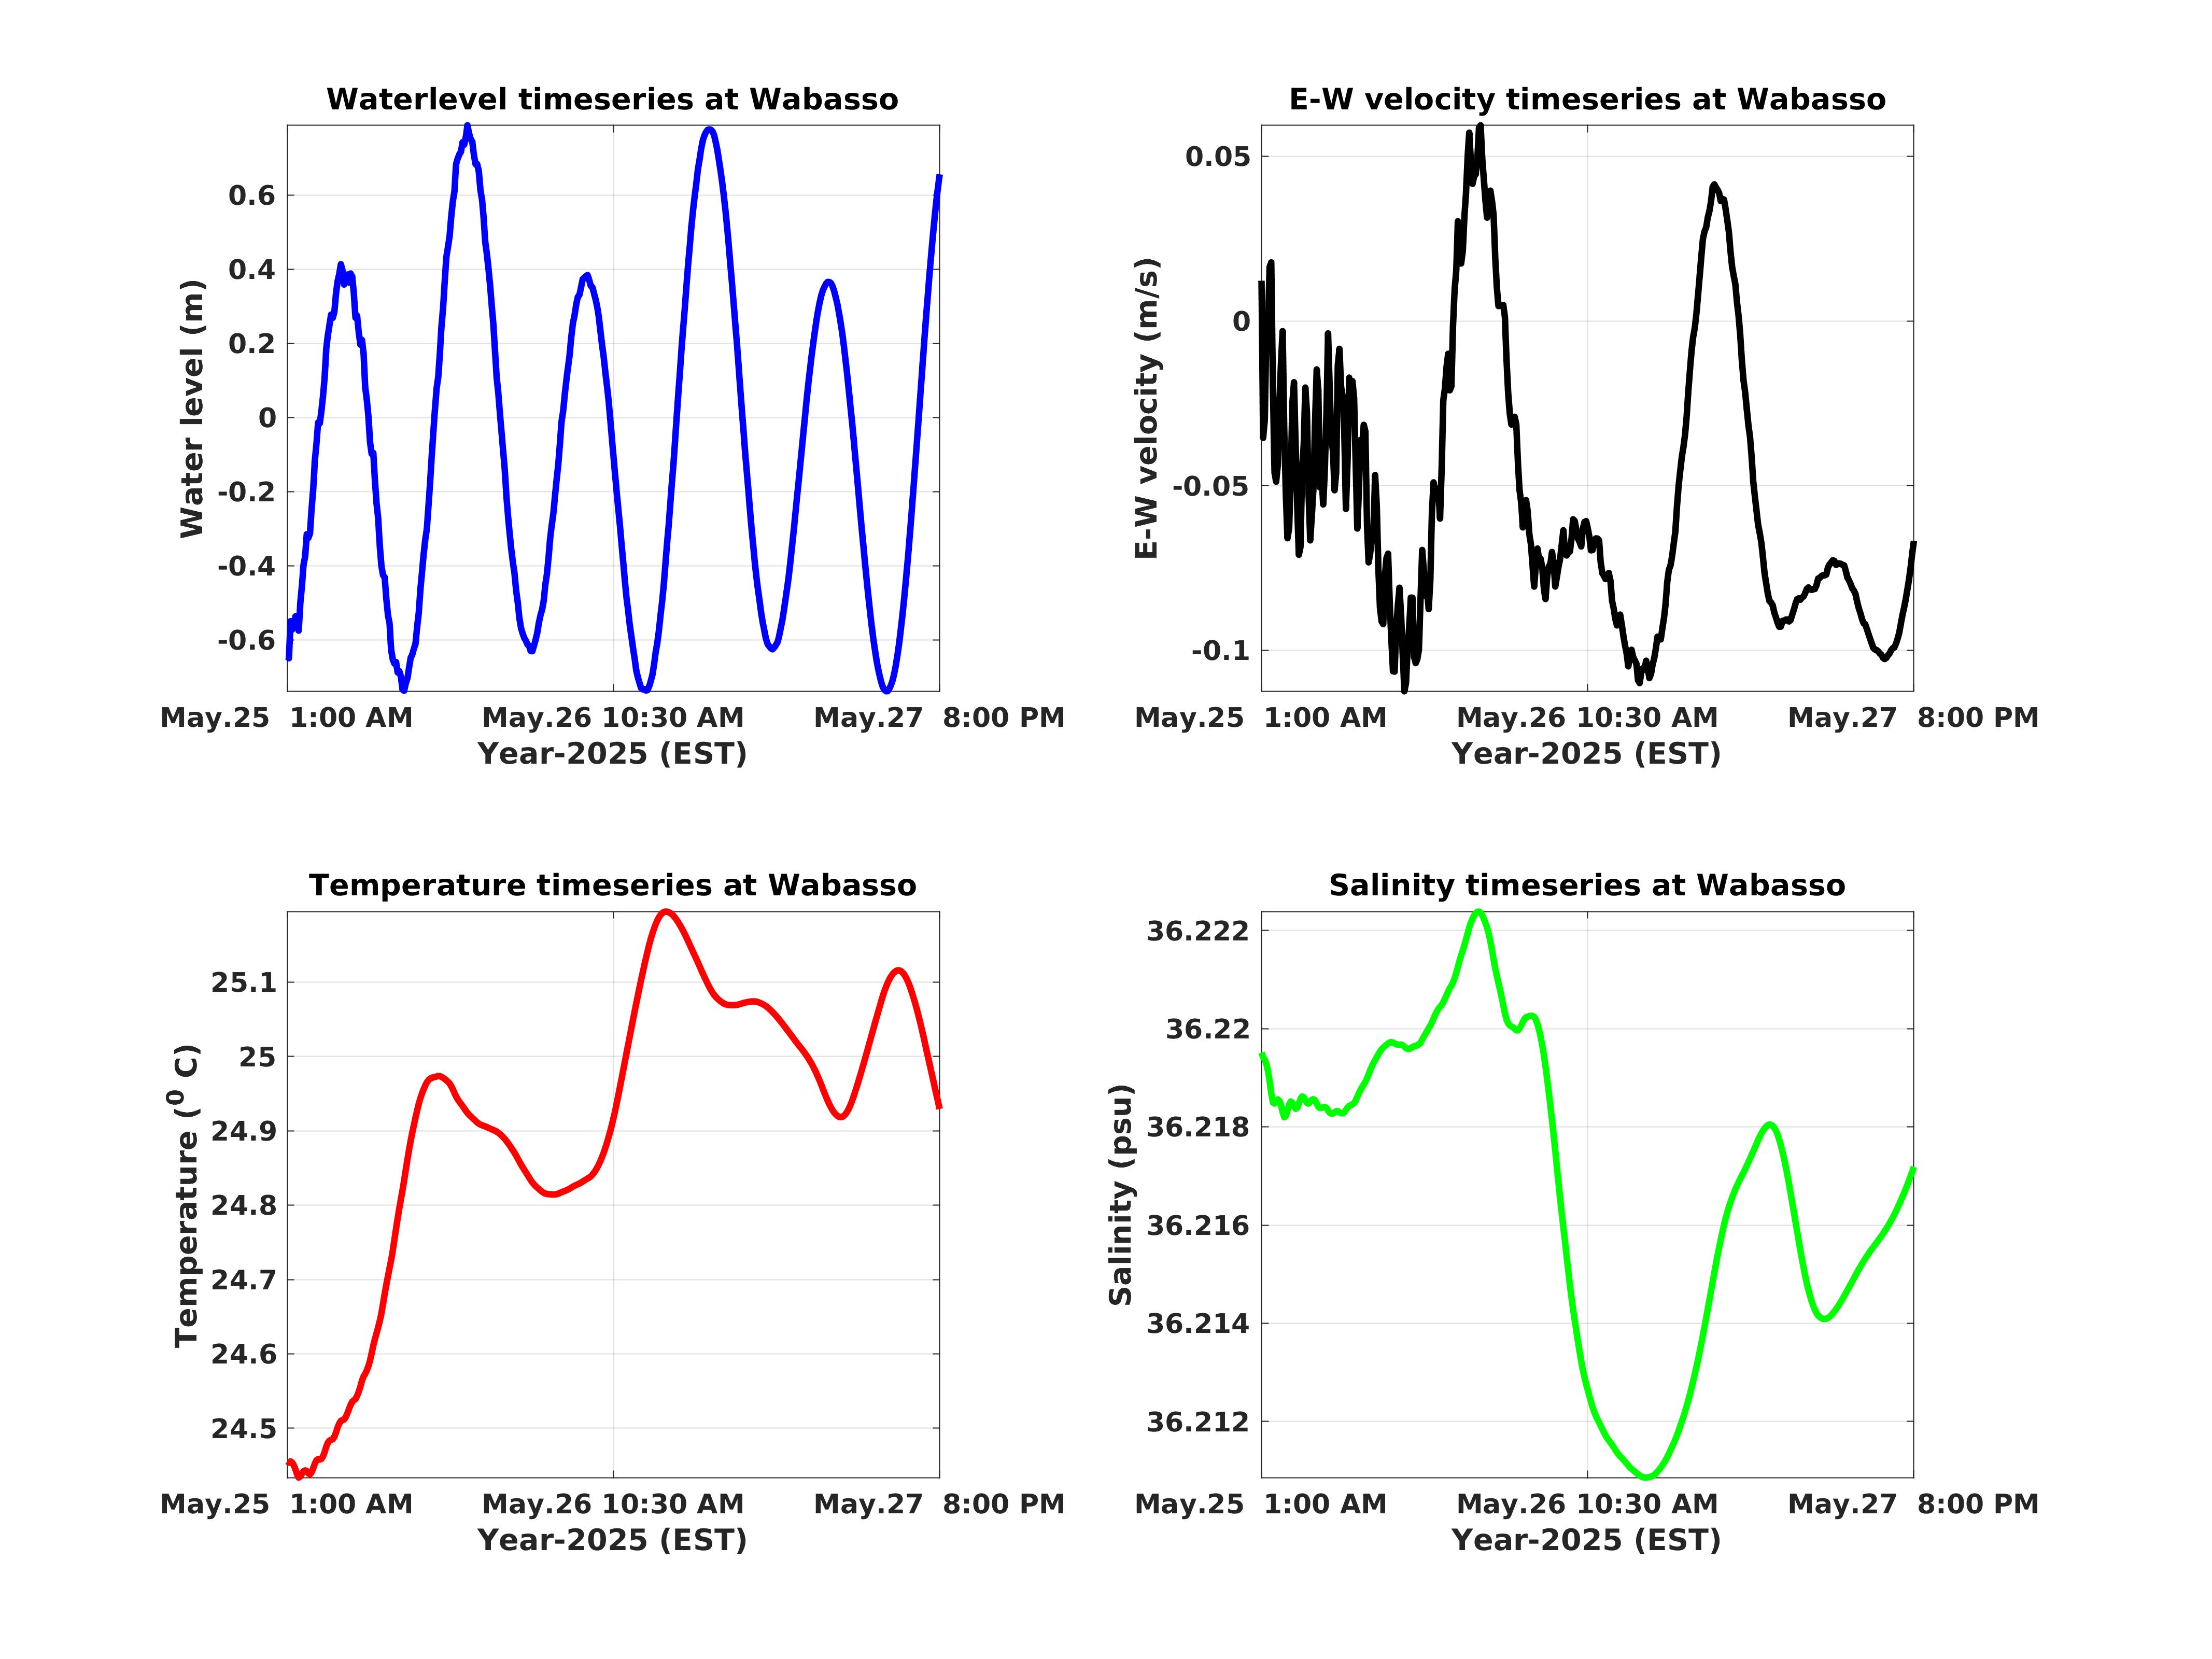 Waterlevel timeseries at Wabasso
Water level (m)
0.6
0.4
0.2
0
-0.2
-0.4
-0.6
May.25 1:00 AM May.26 10:30 AM May.27 8:00 PM
Year-2025 (EST)
E-W velocity timeseries at Wabasso
E-W velocity (m/s)
0.05
0
-0.05
-0.1
May.25 1:00 AM May.26 10:30 AM May.27 8:00 PM
Year-2025 (EST)
Temperature timeseries at Wabasso
Temperature (⁰ C)
25.1
25
24.9
24.8
24.7
24.6
24.5
May.25 1:00 AM May.26 10:30 AM May.27 8:00 PM
Year-2025 (EST)
Salinity timeseries at Wabasso
Salinity (psu)
36.222
36.22
36.218
36.216
36.214
36.212
May.25 1:00 AM May.26 10:30 AM May.27 8:00 PM
Year-2025 (EST)